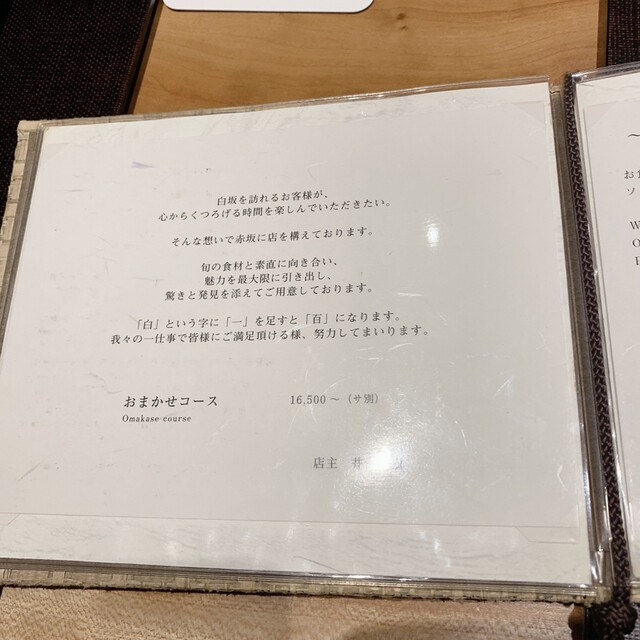 白坂を訪れるお客様が、
心からくつろげる時間を楽しんでいただきたい。
そんな想いで赤坂に店を構えております。
旬の食材と素直に向き合い、
魅力を最大限に引き出し、
驚きと発見を添えてご用意しております。
「白」という字に「一」を足すと「百」になります。
我々の一仕事で皆様にご満足頂ける様、努力してまいります。
おまかせコース 16,500～（サ別）
Omakase course
店主 井
～
お
ソ
W
O